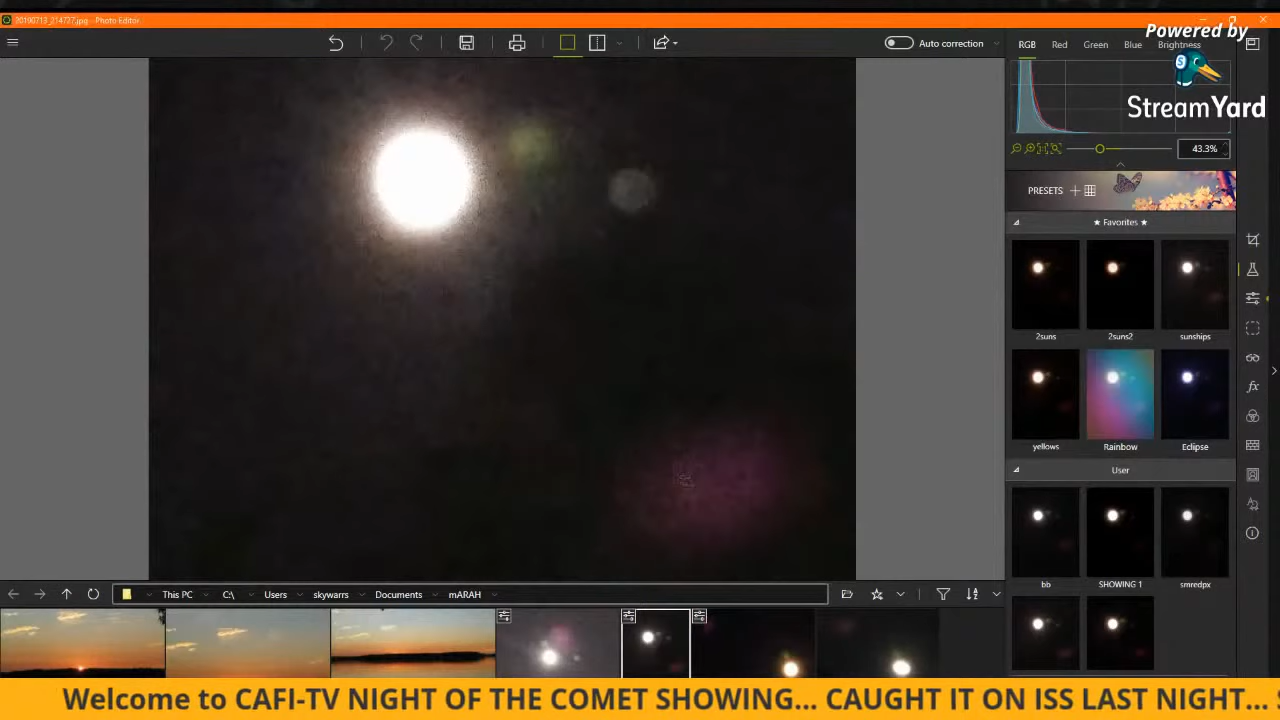 20190713_214727.jpg - Photo Editor
Powered by
StreamYard
Auto correction
RGB Red Green Blue Brightness
43.3%
PRESETS
★ Favorites ★
2suns 2suns2 sunships
yellows Rainbow Eclipse
User
bb SHOWING 1 smredpx
This PC C:\ Users skywarrs Documents mARAH
Welcome to CAFI-TV NIGHT OF THE COMET SHOWING... CAUGHT IT ON ISS LAST NIGHT...